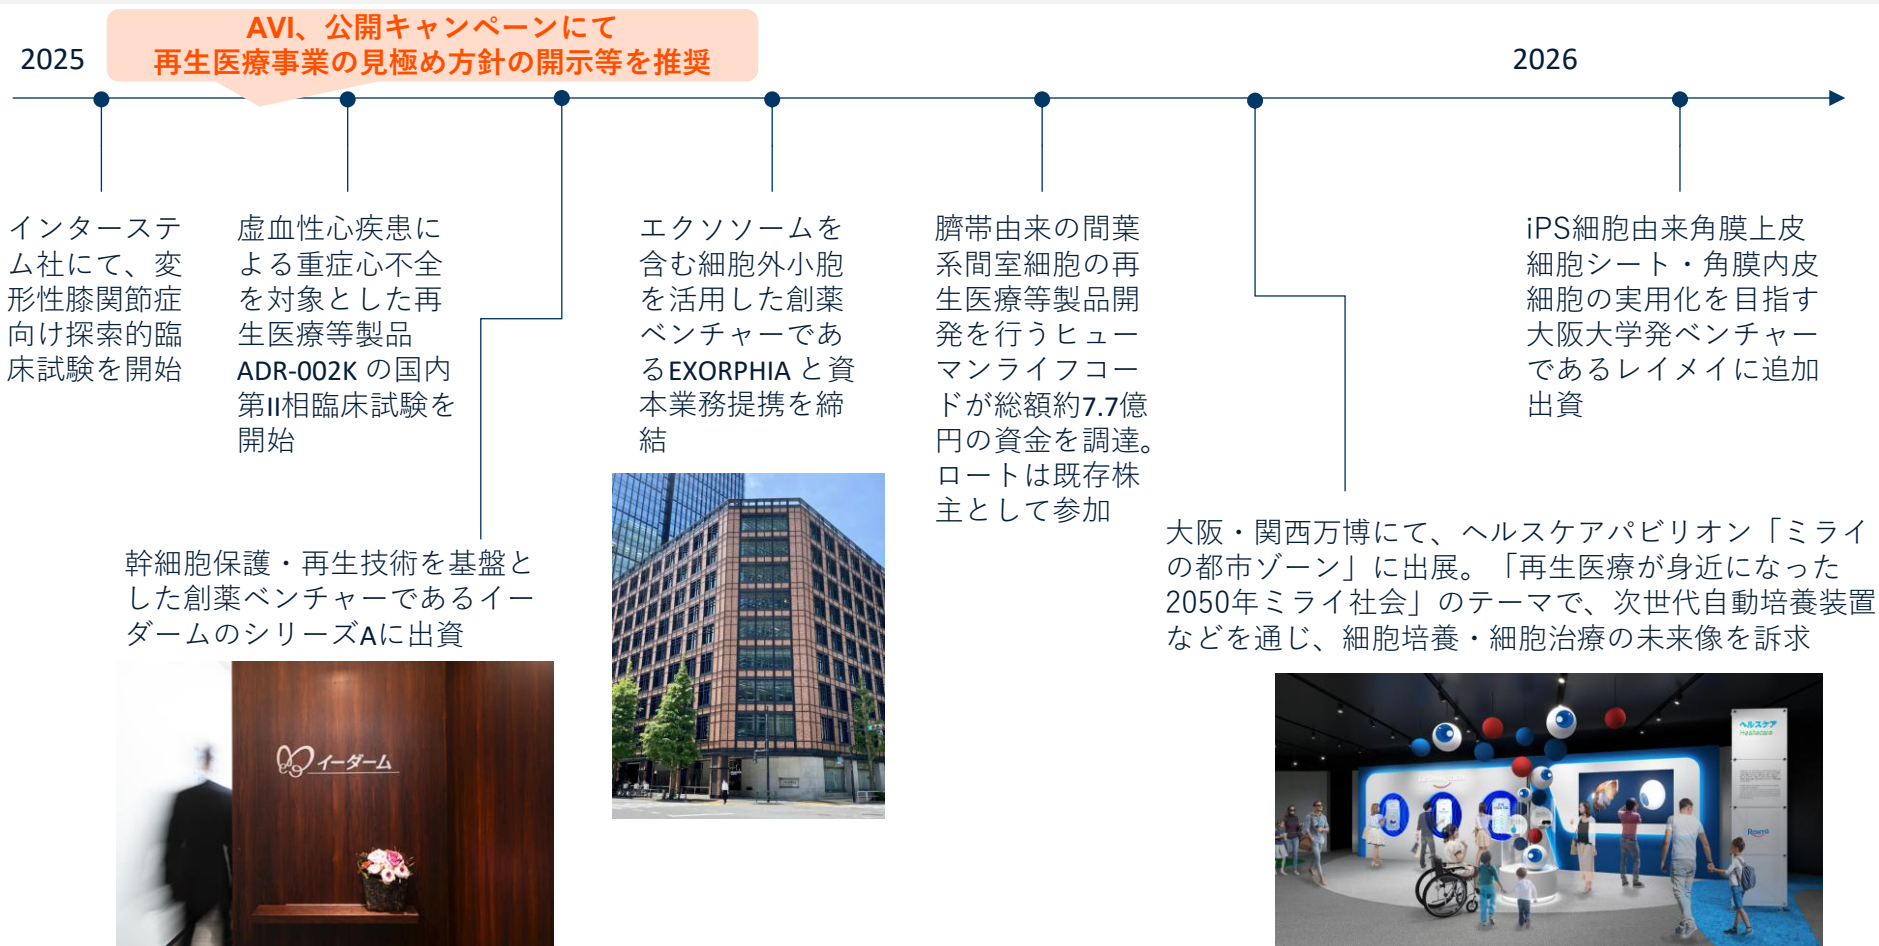 AVI、公開キャンペーンにて
再生医療事業の見極め方針の開示等を推奨
2025
2026
インターステ
ム社にて、変
形性膝関節症
向け探索的臨
床試験を開始
虚血性心疾患に
よる重症心不全
を対象とした再
生医療等製品
ADR-002K の国内
第II相臨床試験を
開始
幹細胞保護・再生技術を基盤と
した創薬ベンチャーであるイー
ダームのシリーズAに出資
イーダーム
エクソソームを
含む細胞外小胞
を活用した創薬
ベンチャーであ
るEXORPHIA と資
本業務提携を締
結
臍帯由来の間葉
系間室細胞の再
生医療等製品開
発を行うヒュー
マンライフコー
ドが総額約7.7億
円の資金を調達。
ロートは既存株
主として参加
大阪・関西万博にて、ヘルスケアパビリオン「ミライ
の都市ゾーン」に出展。「再生医療が身近になった
2050年ミライ社会」のテーマで、次世代自動培養装置
などを通じ、細胞培養・細胞治療の未来像を訴求
ヘルスケア
Healthcare
iPS細胞由来角膜上皮
細胞シート・角膜内皮
細胞の実用化を目指す
大阪大学発ベンチャー
であるレイメイに追加
出資